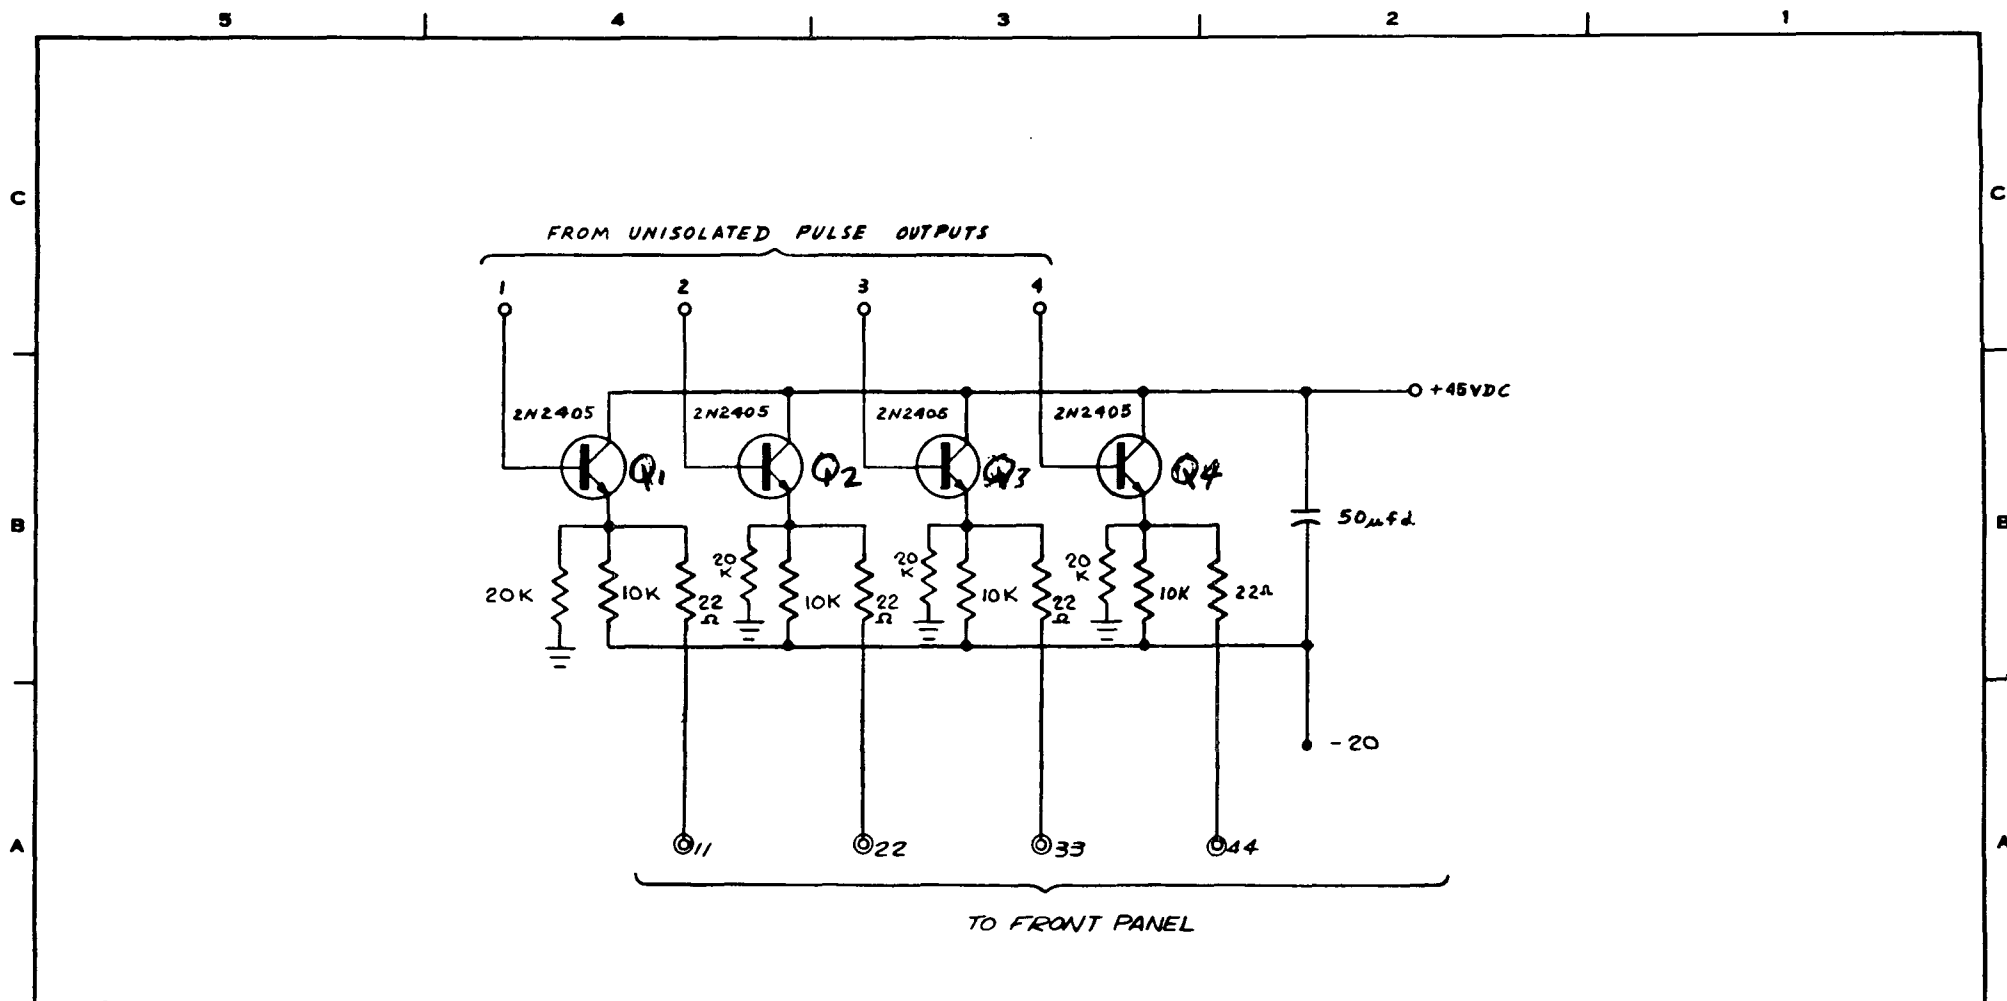 5 4 3 2 1
C C
FROM UNISOLATED PULSE OUTPUTS
1 2 3 4
+45VDC
2N2405 2N2405 2N2405 2N2405
Q1 Q2 Q3 Q4
B B
50µfd
20K 10K 22Ω 20K 10K 22Ω 20K 10K 22Ω 20K 10K 22Ω
-20
A A
11 22 33 44
TO FRONT PANEL